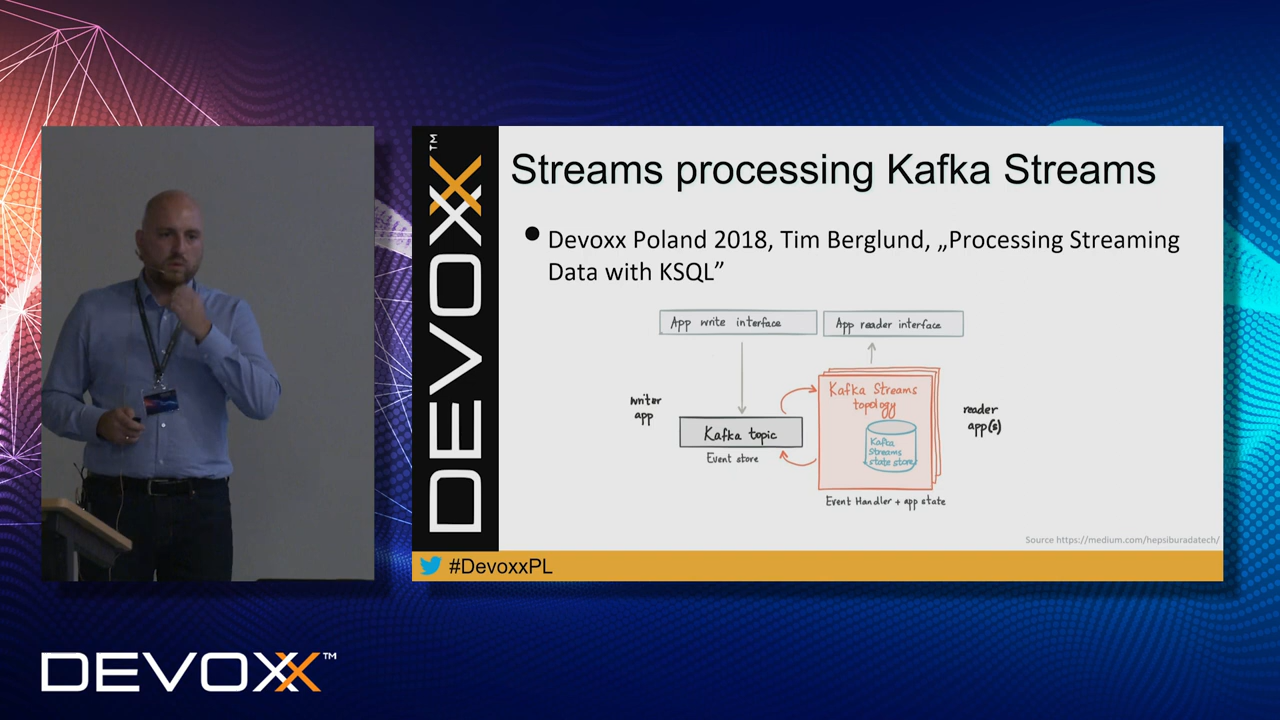 DEVOXX™
Streams processing Kafka Streams
● Devoxx Poland 2018, Tim Berglund, „Processing Streaming
Data with KSQL”
App write interface
App reader interface
writer
app
Kafka topic
Event store
Kafka Streams
topology
Kafka
Streams
state store
reader
app(s)
Event Handler + app state
Source https://medium.com/hepsiburadatech/
#DevoxxPL
DEVOXX™